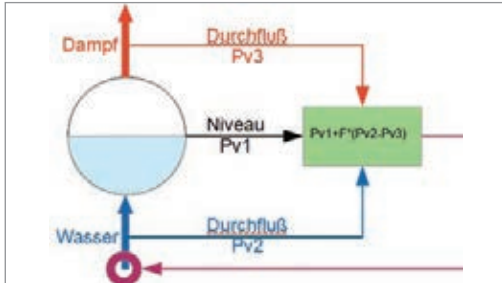 Dampf
Durchfluß
Pv3
Niveau
Pv1
Pv1+F*(Pv2-Pv3)
Wasser
Durchfluß
Pv2